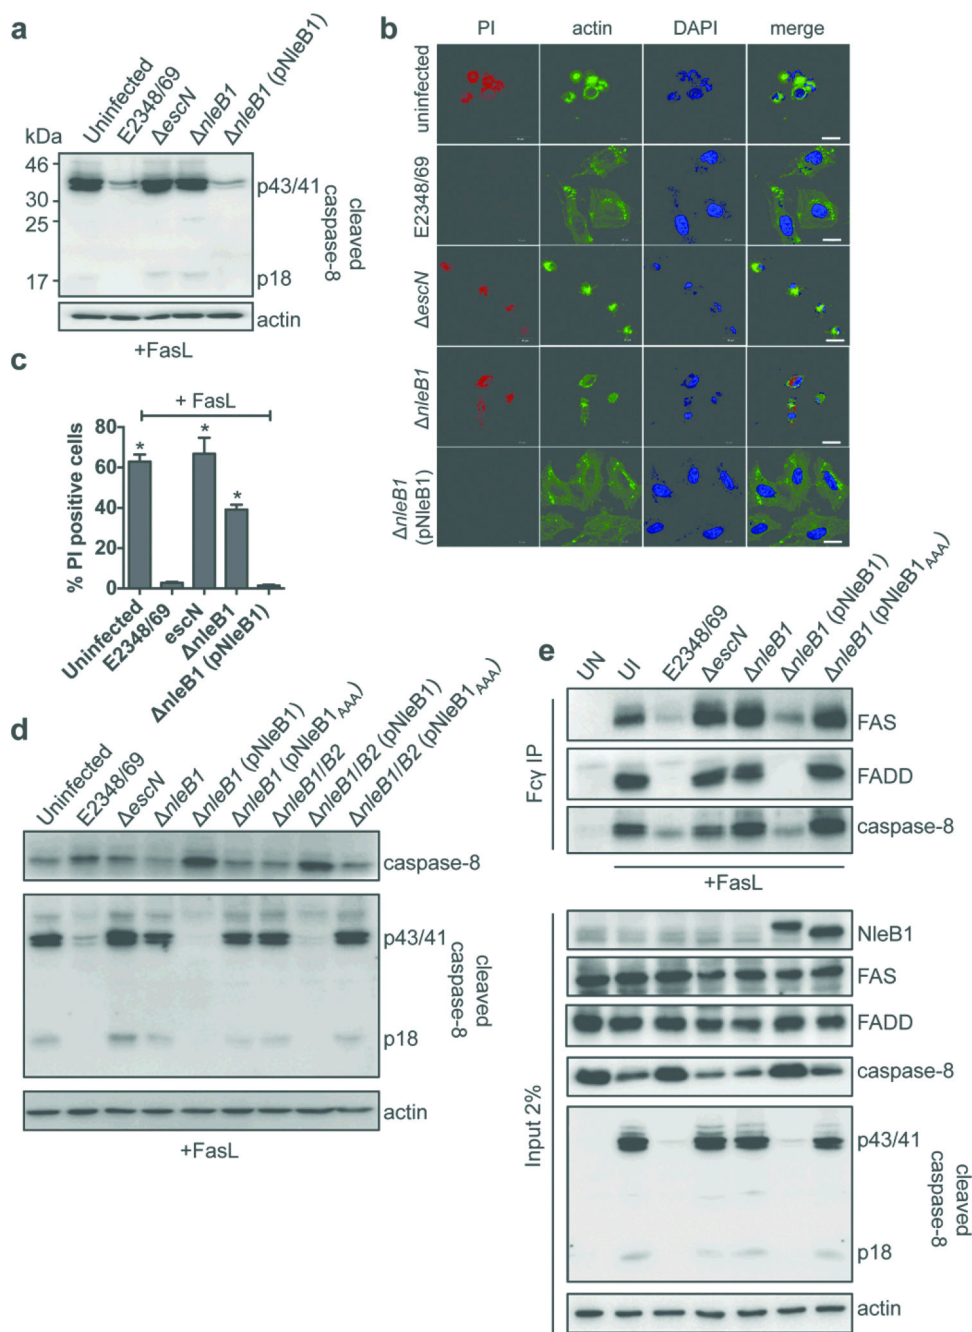 a
kDa
Uninfected
E2348/69
ΔescN
ΔnleB1
ΔnleB1 (pNleB1)
46
30
25
17
p43/41
p18
cleaved
caspase-8
actin
+FasL
b
PI actin DAPI merge
uninfected
E2348/69
ΔescN
ΔnleB1
ΔnleB1
(pNleB1)
c
+ FasL
% PI positive cells
80
60
40
20
0
* * *
Uninfected
E2348/69
escN
ΔnleB1
ΔnleB1 (pNleB1)
d
Uninfected
E2348/69
ΔescN
ΔnleB1
ΔnleB1 (pNleB1)
ΔnleB1 (pNleB1AAA)
ΔnleB1/B2
ΔnleB1/B2 (pNleB1)
ΔnleB1/B2 (pNleB1AAA)
caspase-8
p43/41
p18
cleaved
caspase-8
actin
+FasL
e
UN
UI
E2348/69
ΔescN
ΔnleB1
ΔnleB1 (pNleB1)
ΔnleB1 (pNleB1AAA)
Fcγ IP
FAS
FADD
caspase-8
+FasL
Input 2%
NleB1
FAS
FADD
caspase-8
p43/41
p18
cleaved
caspase-8
actin